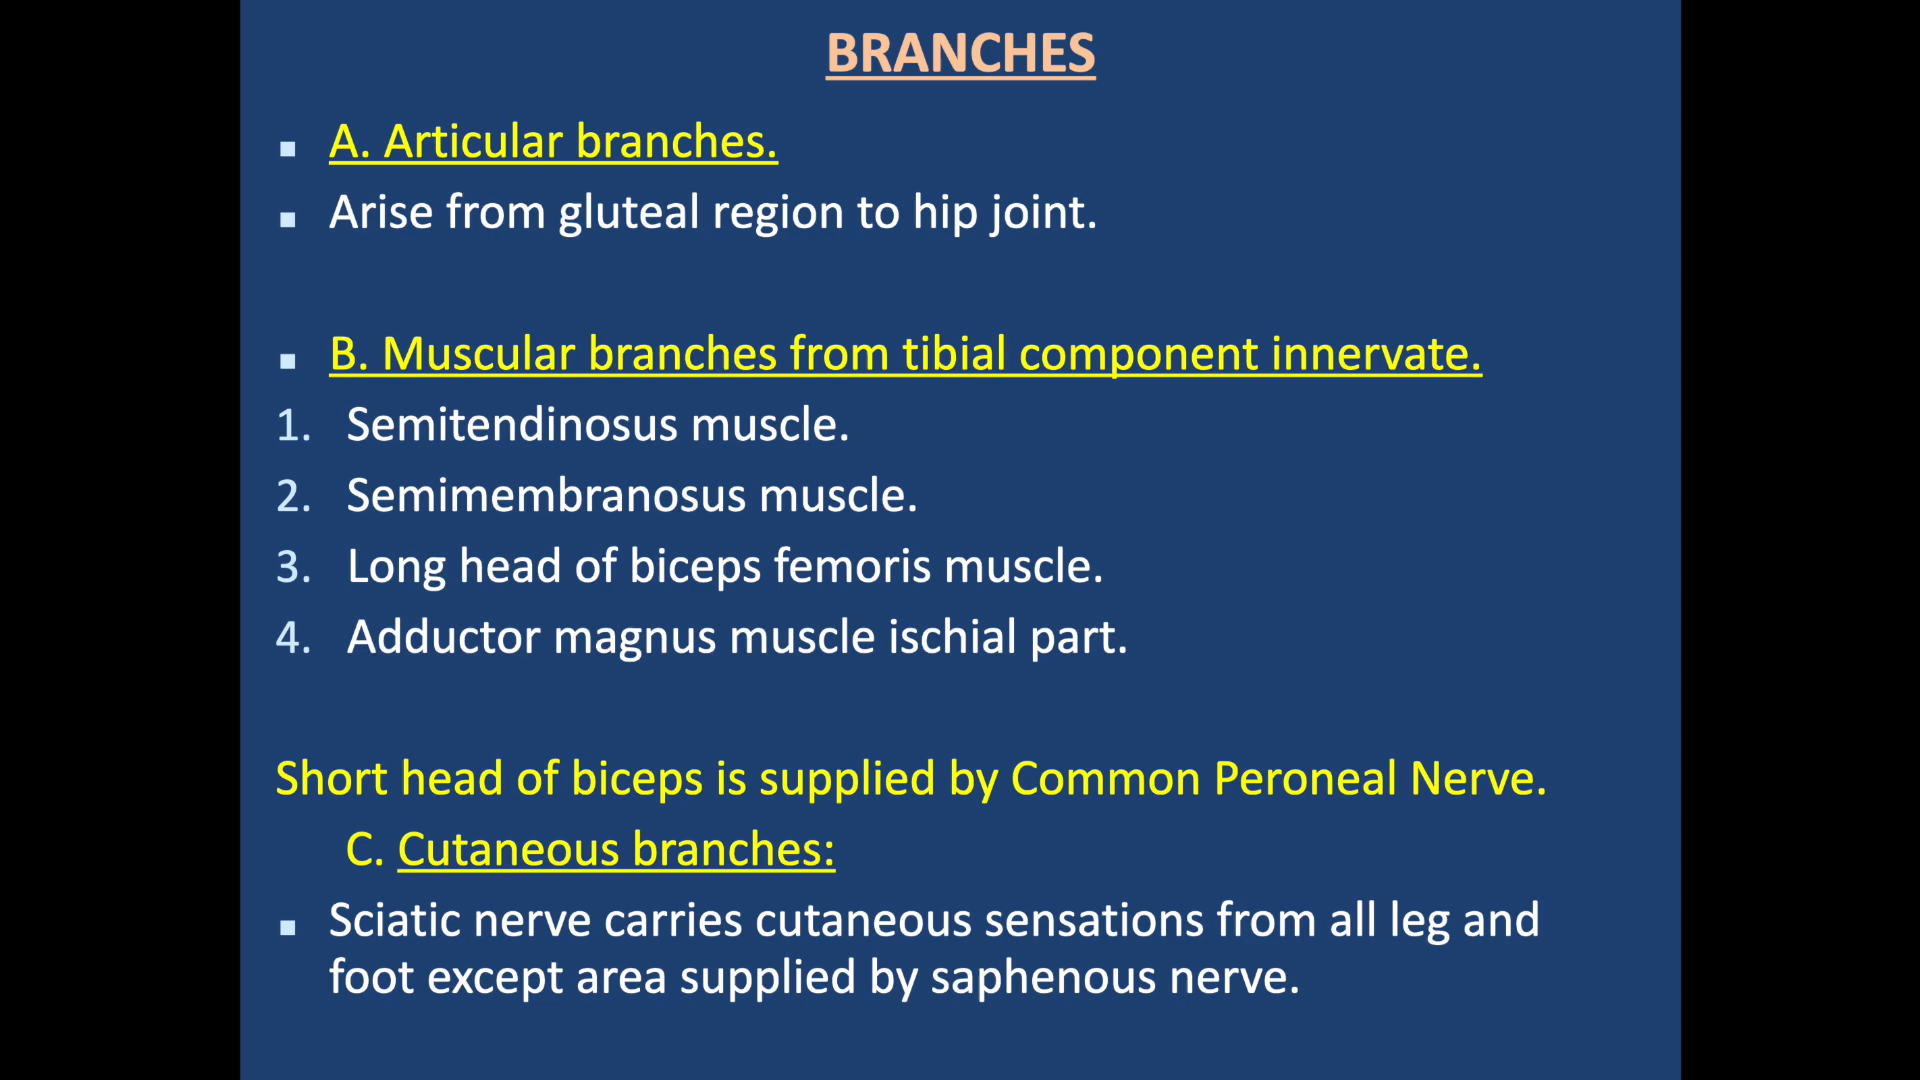 BRANCHES
▪ A. Articular branches.
▪ Arise from gluteal region to hip joint.
▪ B. Muscular branches from tibial component innervate.
1. Semitendinosus muscle.
2. Semimembranosus muscle.
3. Long head of biceps femoris muscle.
4. Adductor magnus muscle ischial part.
Short head of biceps is supplied by Common Peroneal Nerve.
C. Cutaneous branches:
▪ Sciatic nerve carries cutaneous sensations from all leg and
foot except area supplied by saphenous nerve.